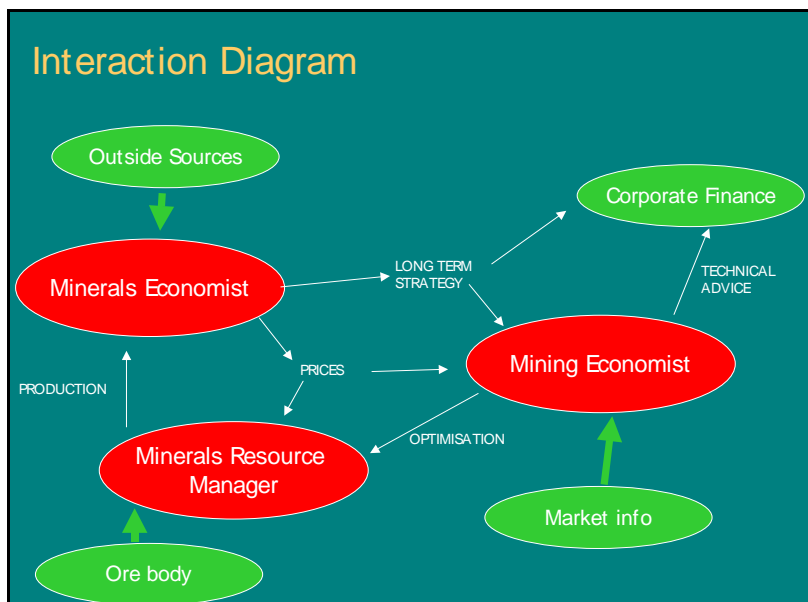 Interaction Diagram
Outside Sources
Corporate Finance
Minerals Economist
LONG TERM
STRATEGY
TECHNICAL
ADVICE
Mining Economist
PRICES
PRODUCTION
OPTIMISATION
Minerals Resource
Manager
Market info
Ore body